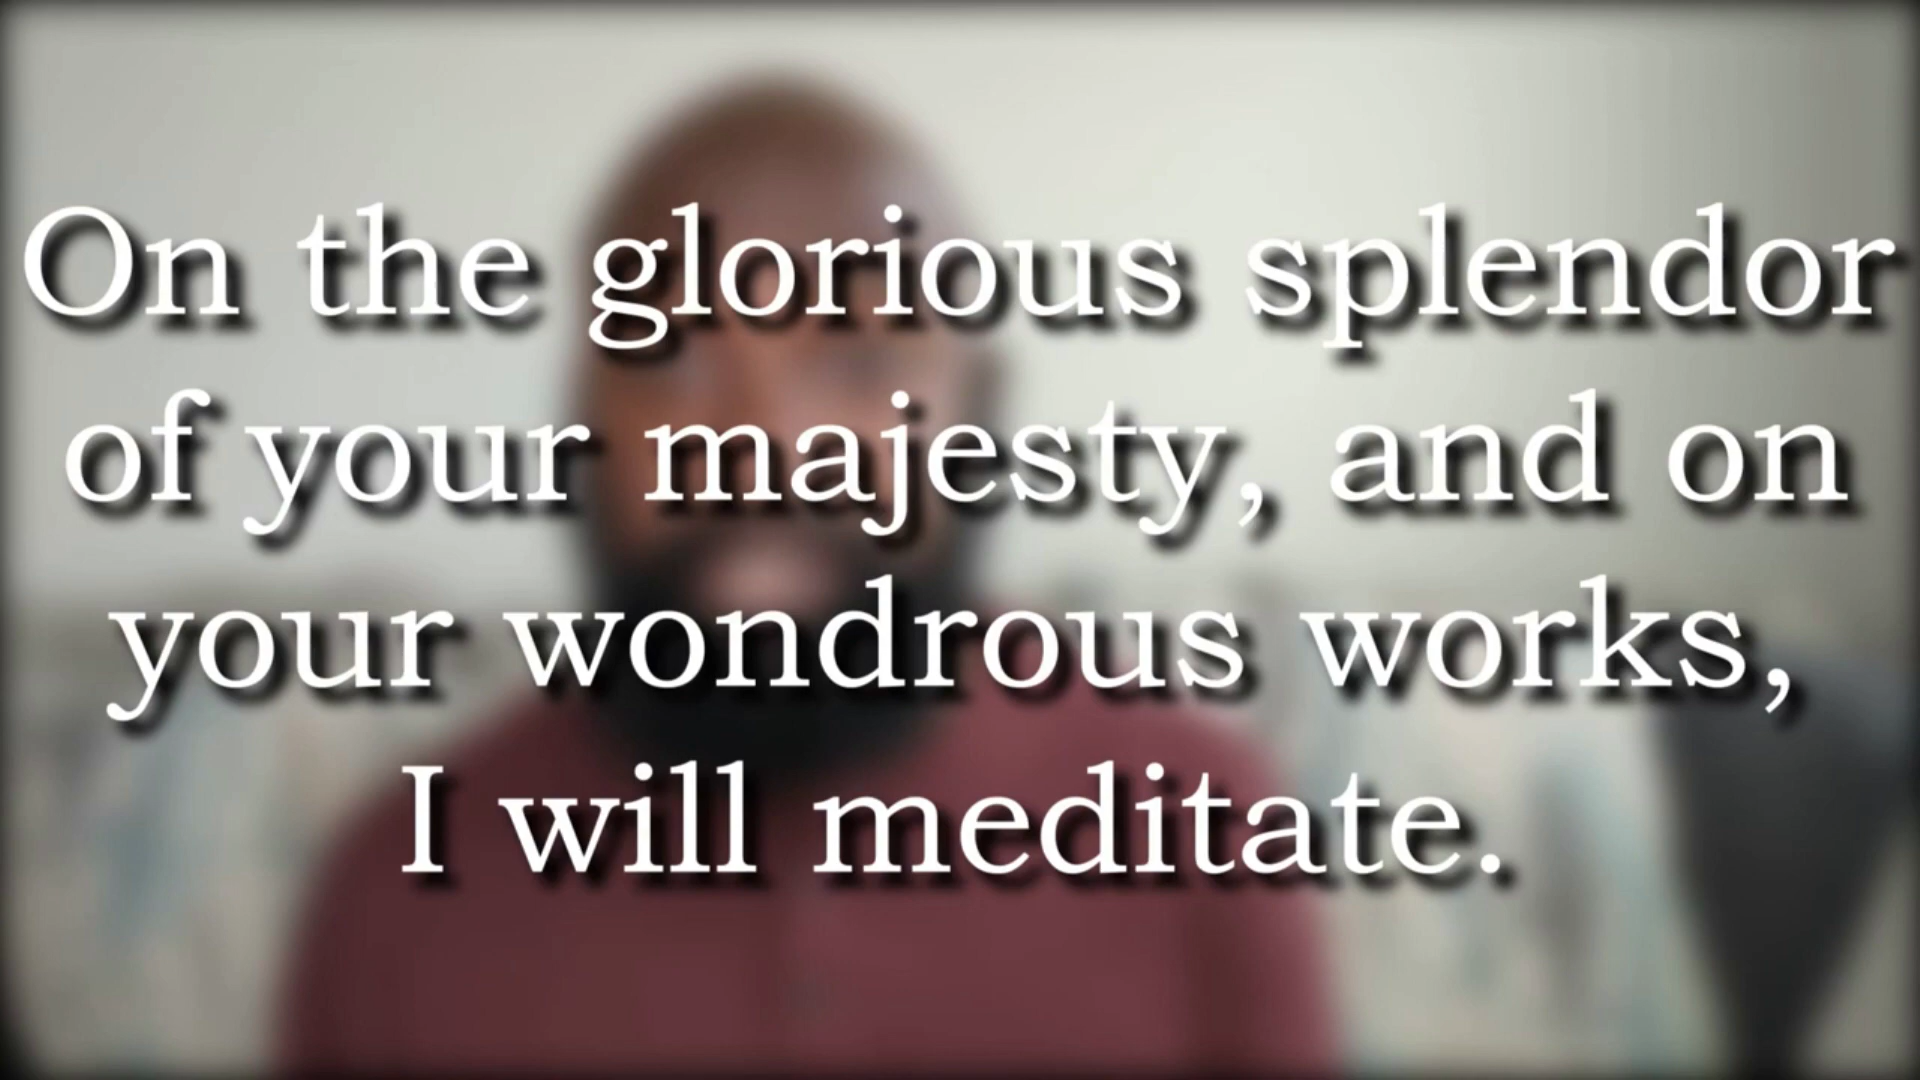 On the glorious splendor
of your majesty, and on
your wondrous works,
I will meditate.